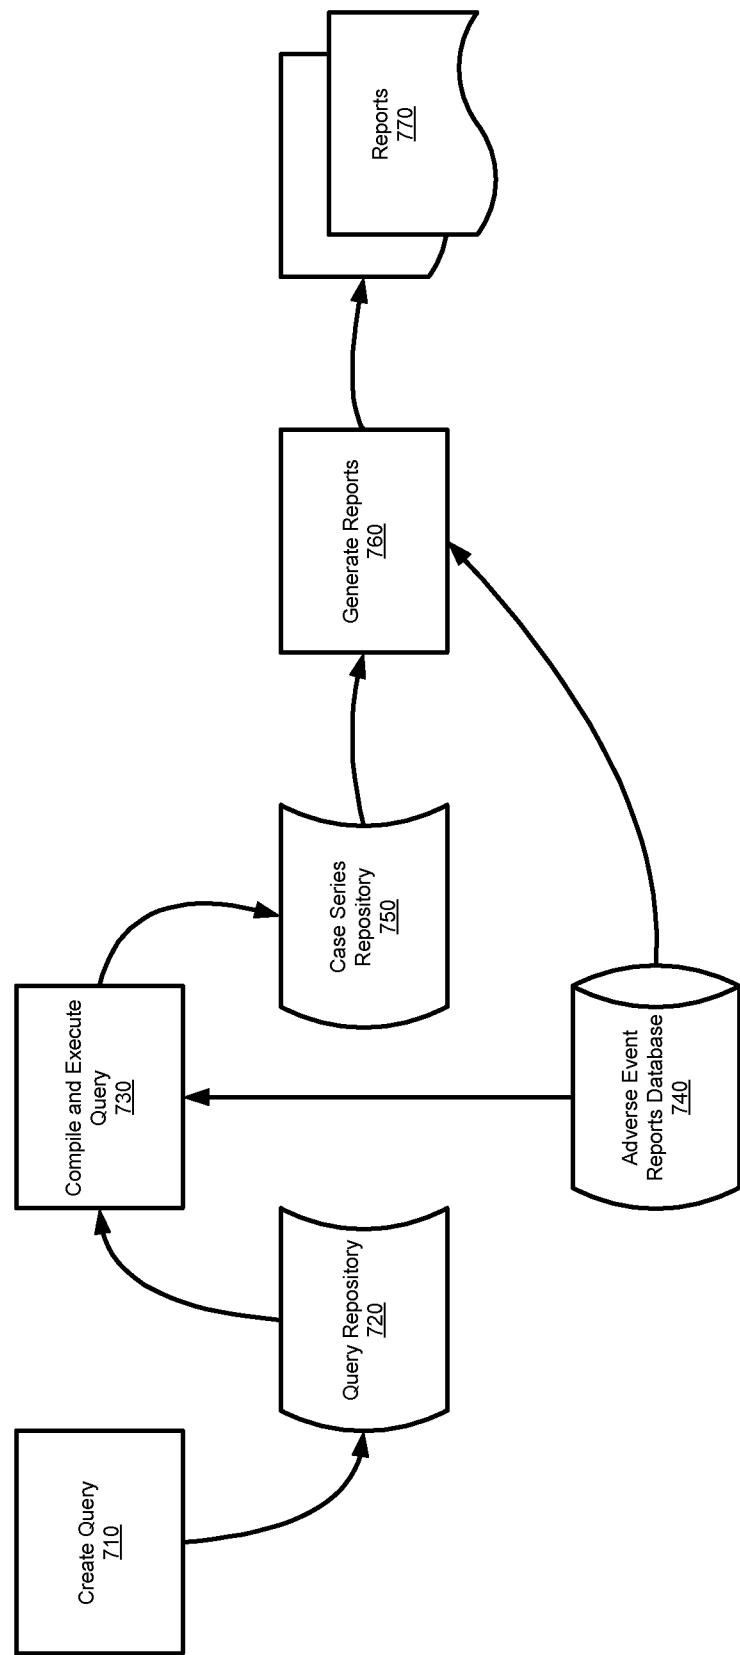 Create Query
710
Query Repository
720
Compile and Execute
Query
730
Adverse Event
Reports Database
740
Case Series
Repository
750
Generate Reports
760
Reports
770